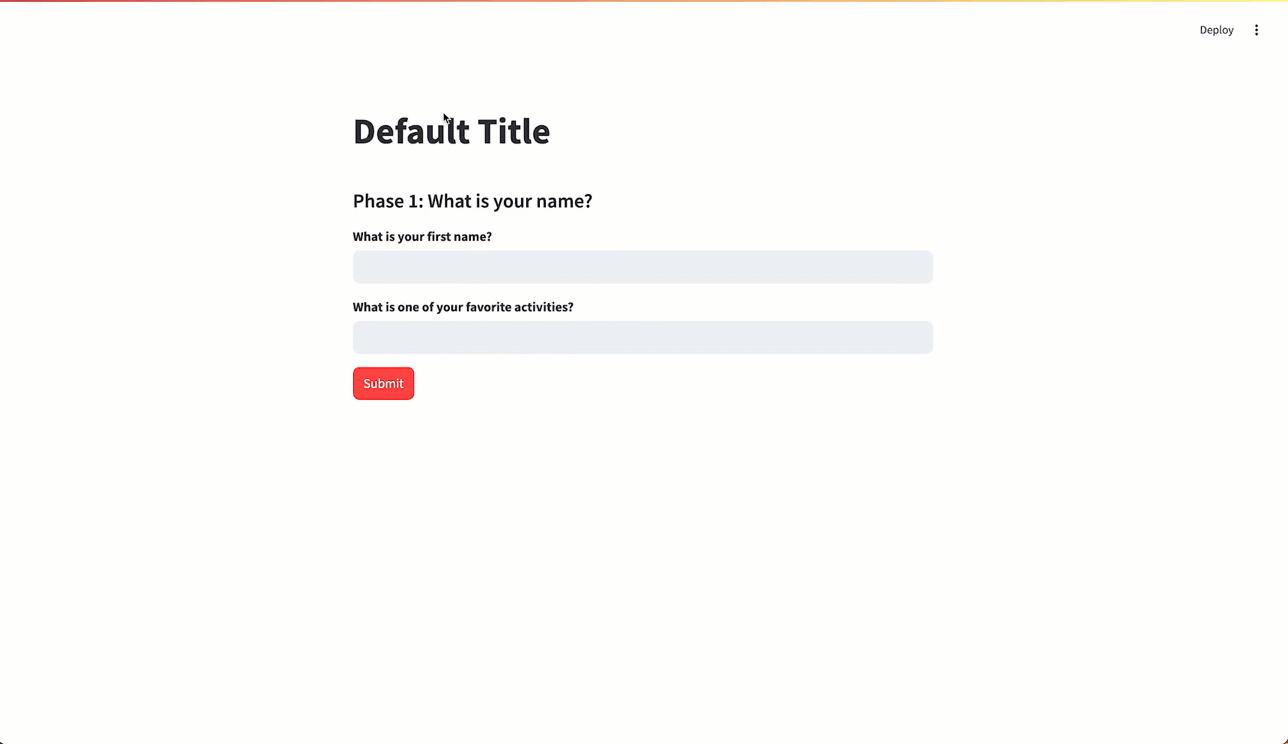 Deploy
Default Title
Phase 1: What is your name?
What is your first name?
What is one of your favorite activities?
Submit